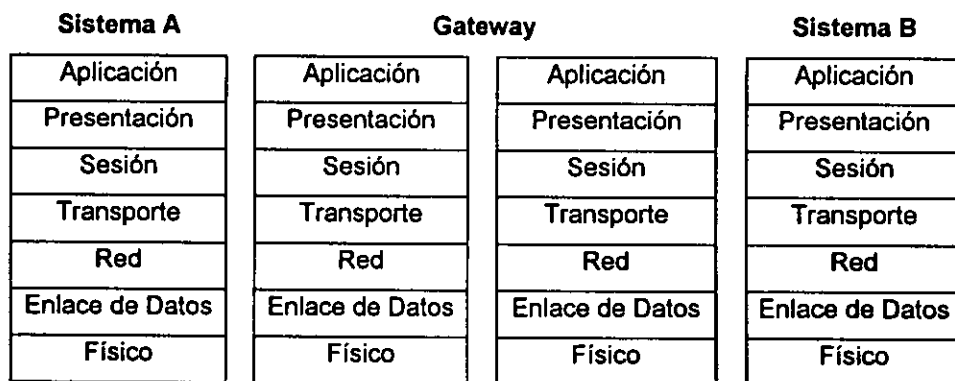 Sistema A Gateway Sistema B
Aplicación Aplicación Aplicación Aplicación
Presentación Presentación Presentación Presentación
Sesión Sesión Sesión Sesión
Transporte Transporte Transporte Transporte
Red Red Red Red
Enlace de Datos Enlace de Datos Enlace de Datos Enlace de Datos
Físico Físico Físico Físico